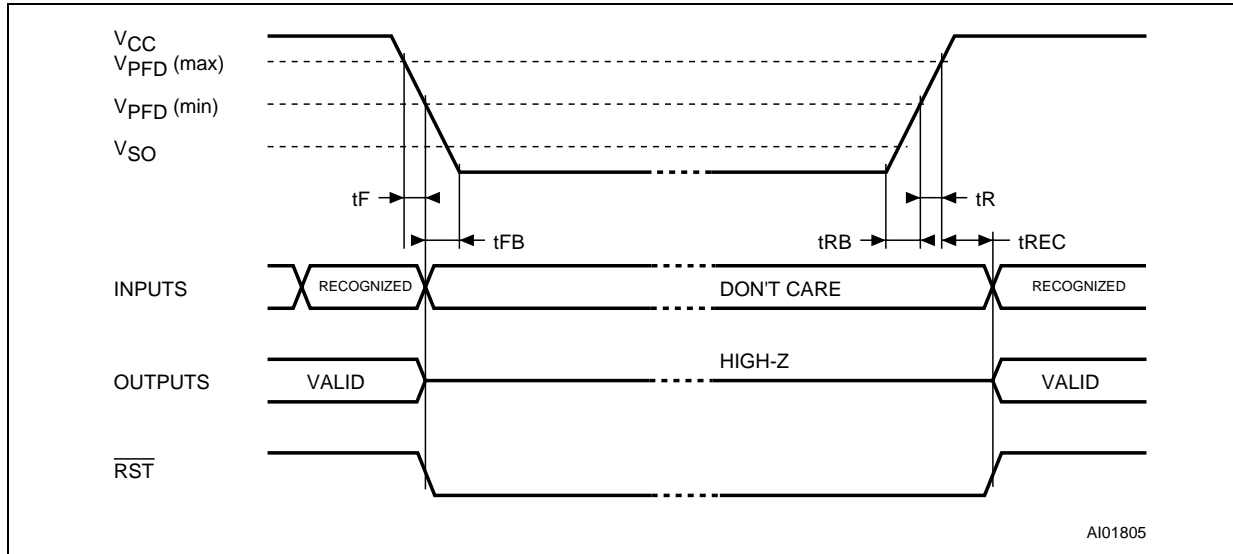 VCC
VPFD (max)
VPFD (min)
VSO
tF
tR
tFB
tRB
tREC
INPUTS
RECOGNIZED
DON'T CARE
RECOGNIZED
HIGH-Z
OUTPUTS
VALID
VALID
RST
AI01805